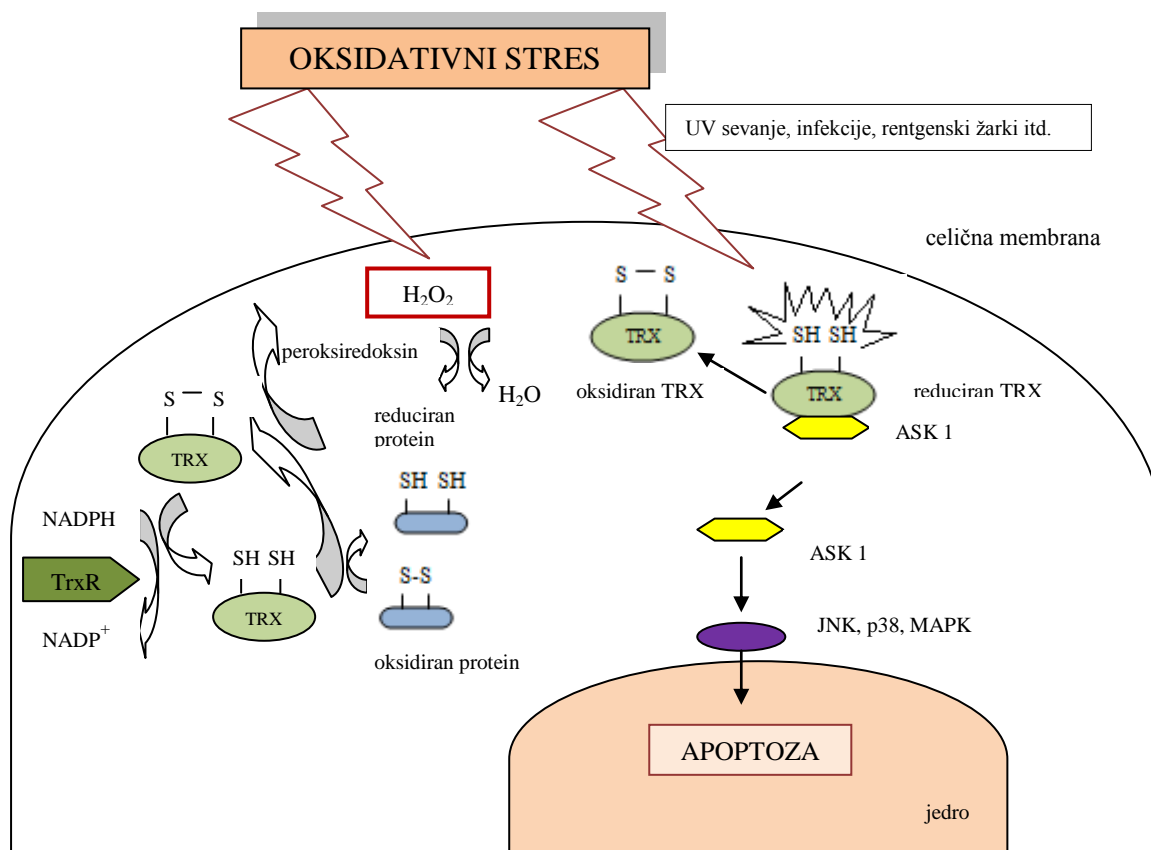 OKSIDATIVNI STRES
UV sevanje, infekcije, rentgenski žarki itd.
celična membrana
H₂O₂
peroksiredoksin
H₂O
reduciran
protein
S – S
TRX
oksidiran TRX
SH SH
TRX
reduciran TRX
ASK 1
S – S
TRX
NADPH
TrxR
NADP⁺
SH SH
TRX
SH SH
S-S
oksidiran protein
ASK 1
JNK, p38, MAPK
APOPTOZA
jedro